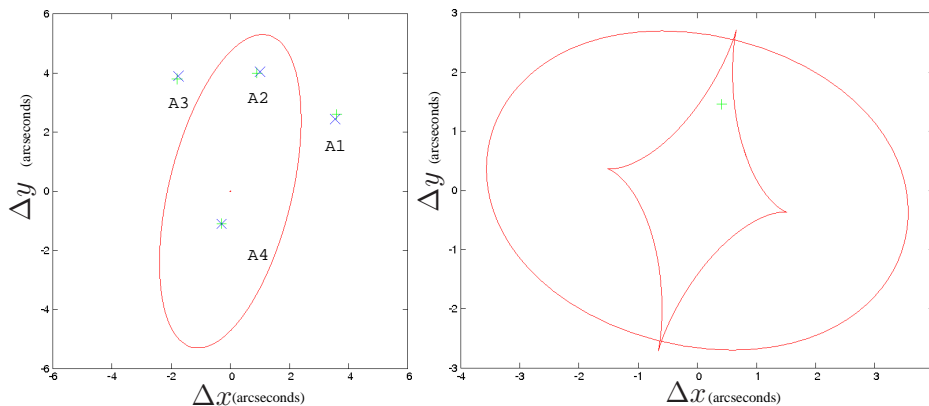 6
4
2
0
-2
-4
-6
-6 -4 -2 0 2 4 6
A3
A2
A1
A4
Δy (arcseconds)
Δx (arcseconds)
3
2
1
0
-1
-2
-3
-4 -3 -2 -1 0 1 2 3 4
Δy (arcseconds)
Δx (arcseconds)